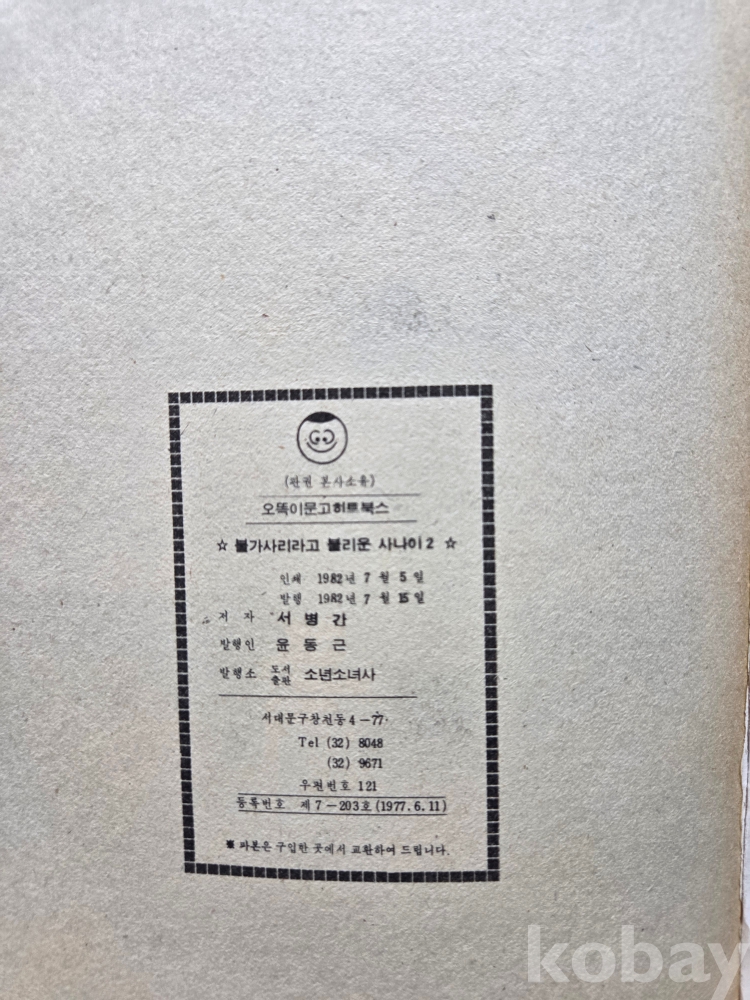 (판권 본사소유)
오뚝이문고히트북스
☆ 불가사리라고 불리운 사나이 2 ☆
인쇄 1982년 7 월 5 일
발행 1982년 7 월 15 일
저 자 서 병 간
발행인 윤 동 근
발행소 도서출판 소년소녀사
서대문구창천동 4-77
Tel (32) 8048
(32) 9671
우편번호 121
등록번호 제 7-203호 (1977. 6. 11)
※ 파본은 구입한 곳에서 교환하여 드립니다.
kobay